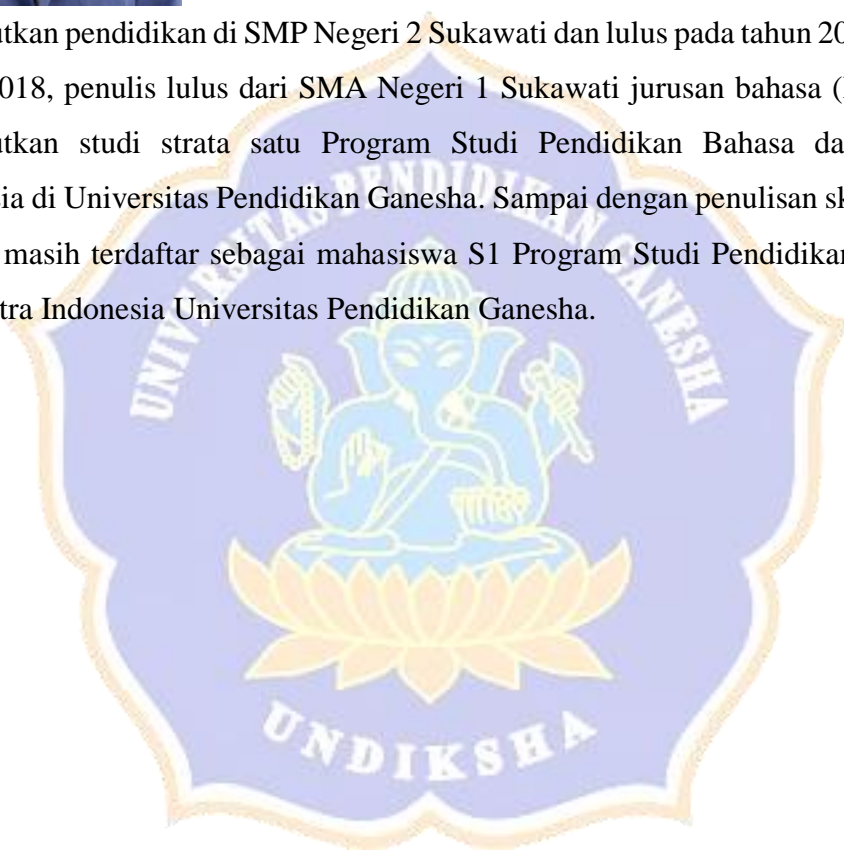 utkan pendidikan di SMP Negeri 2 Sukawati dan lulus pada tahun 20
018, penulis lulus dari SMA Negeri 1 Sukawati jurusan bahasa (
utkan studi strata satu Program Studi Pendidikan Bahasa da
ia di Universitas Pendidikan Ganesha. Sampai dengan penulisan sk
masih terdaftar sebagai mahasiswa S1 Program Studi Pendidikan
tra Indonesia Universitas Pendidikan Ganesha.
UNIVERSITAS PENDIDIKAN GANESHA
UNDIKSHA